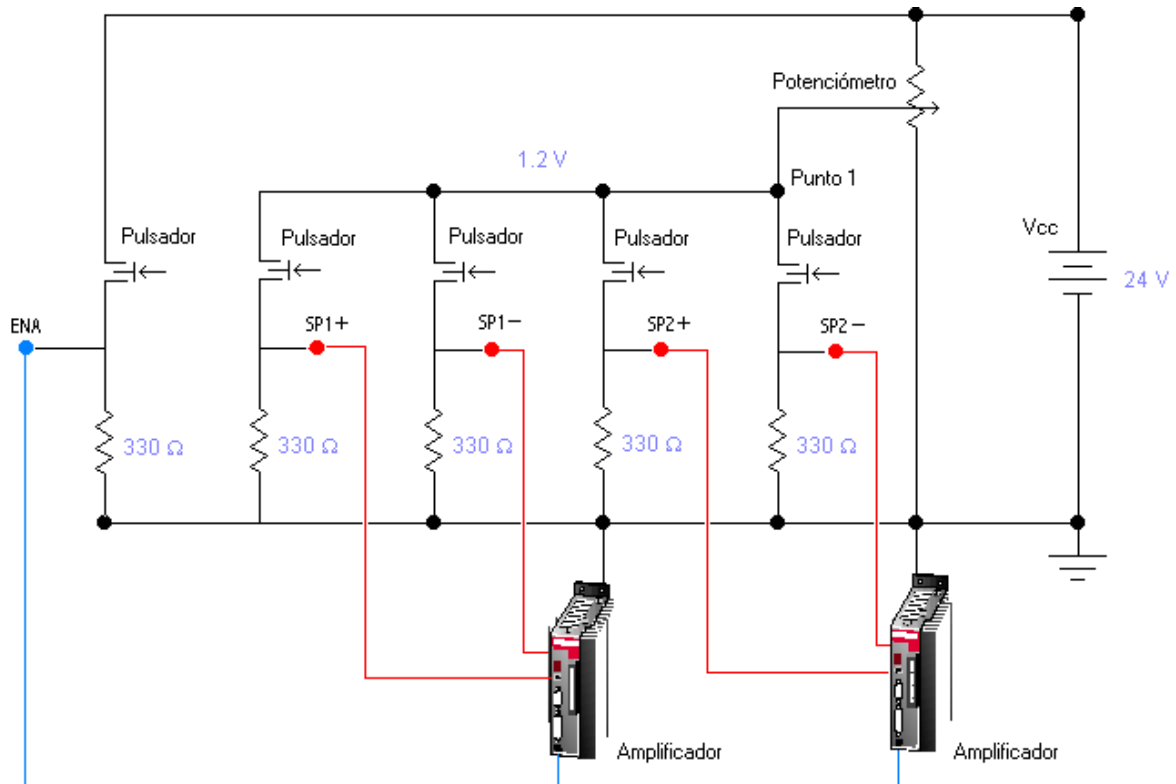 Potenciómetro
1.2 V
Punto 1
Pulsador
Pulsador
Pulsador
Pulsador
Pulsador
Vcc
24 V
ENA
SP1+
SP1-
SP2+
SP2-
330 Ω
330 Ω
330 Ω
330 Ω
330 Ω
Amplificador
Amplificador